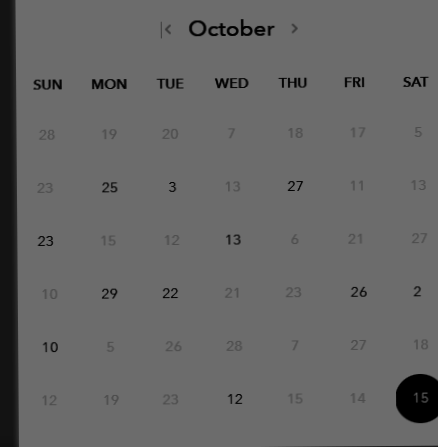 |< October >
SUN MON TUE WED THU FRI SAT
28 19 20 7 18 17 5
23 25 3 13 27 11 13
23 15 12 13 6 21 27
10 29 22 21 23 26 2
10 5 26 28 7 27 18
12 19 23 12 15 14 15